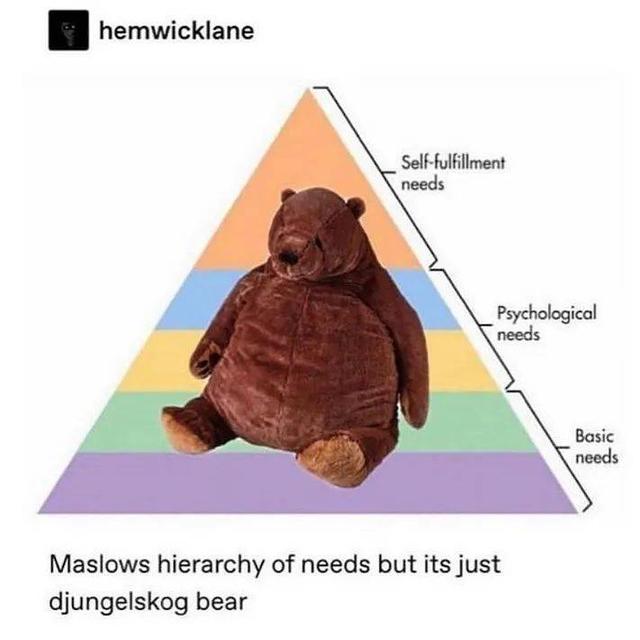 hemwicklane
Self-fulfillment
needs
Psychological
needs
Basic
needs
Maslows hierarchy of needs but its just
djungelskog bear